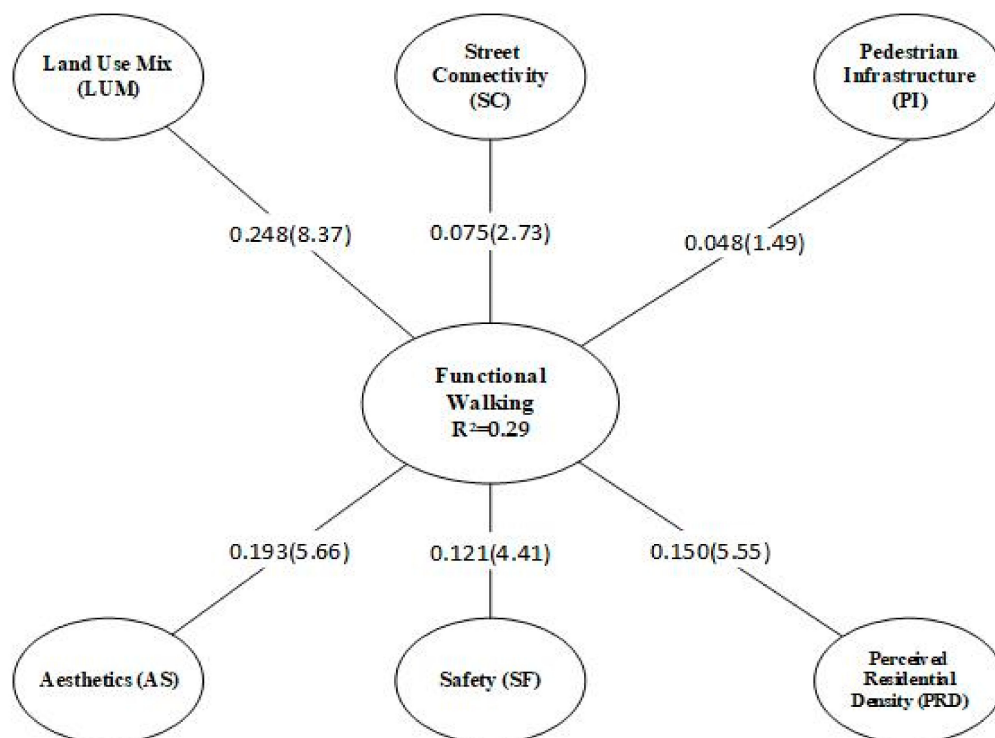 Land Use Mix
(LUM)
Street
Connectivity
(SC)
Pedestrian
Infrastructure
(PI)
0.248(8.37)
0.075(2.73)
0.048(1.49)
Functional
Walking
R²=0.29
0.193(5.66)
0.121(4.41)
0.150(5.55)
Aesthetics (AS)
Safety (SF)
Perceived
Residential
Density (PRD)